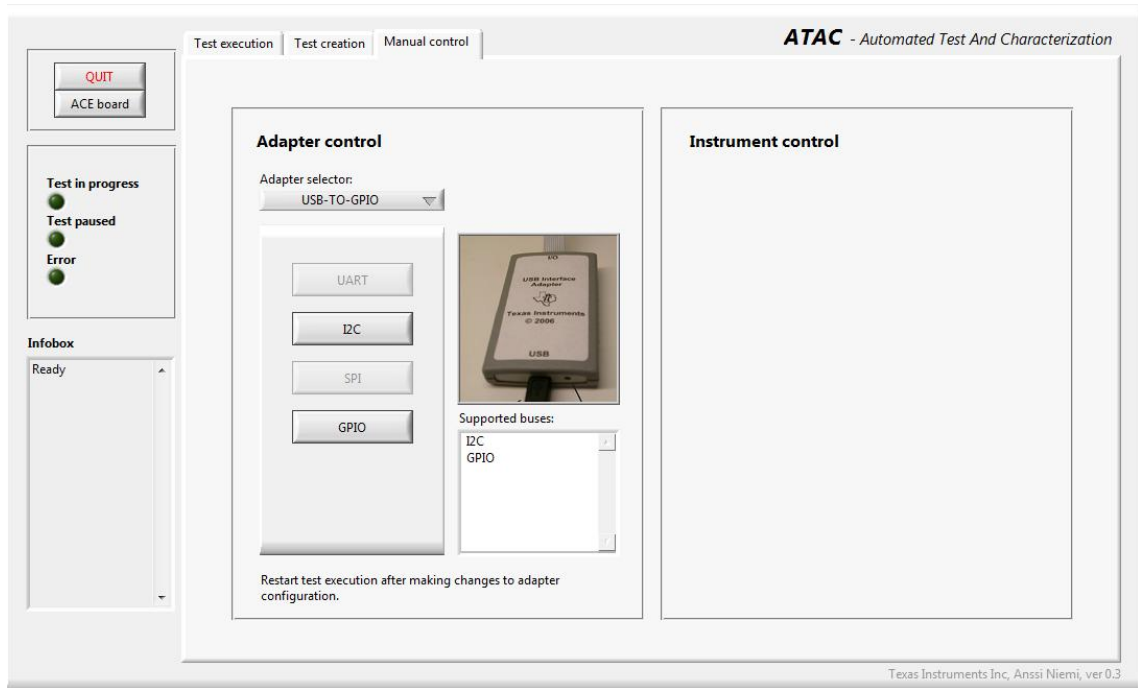 Test execution
Test creation
Manual control
ATAC - Automated Test And Characterization
QUIT
ACE board
Test in progress
Test paused
Error
Infobox
Ready
Adapter control
Adapter selector:
USB-TO-GPIO
UART
I2C
SPI
GPIO
I/O
USB Interface
Adapter
Texas Instruments
© 2006
USB
Supported buses:
I2C
GPIO
Restart test execution after making changes to adapter
configuration.
Instrument control
Texas Instruments Inc, Anssi Niemi, ver 0.3